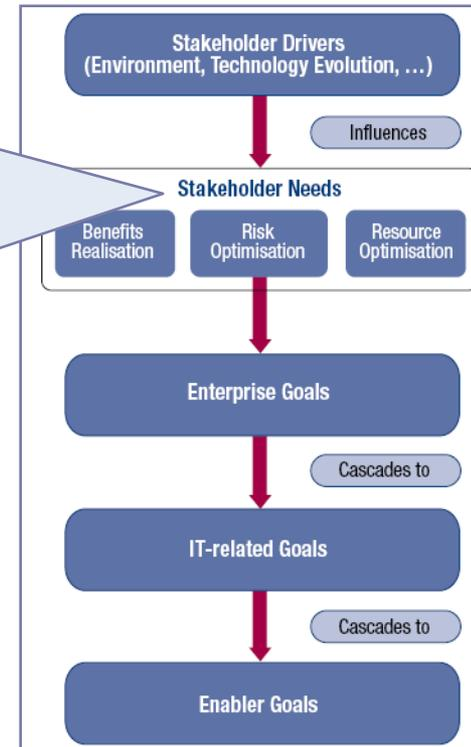 Stakeholder Drivers
(Environment, Technology Evolution, …)
Influences
Stakeholder Needs
Benefits
Realisation
Risk
Optimisation
Resource
Optimisation
Enterprise Goals
Cascades to
IT-related Goals
Cascades to
Enabler Goals